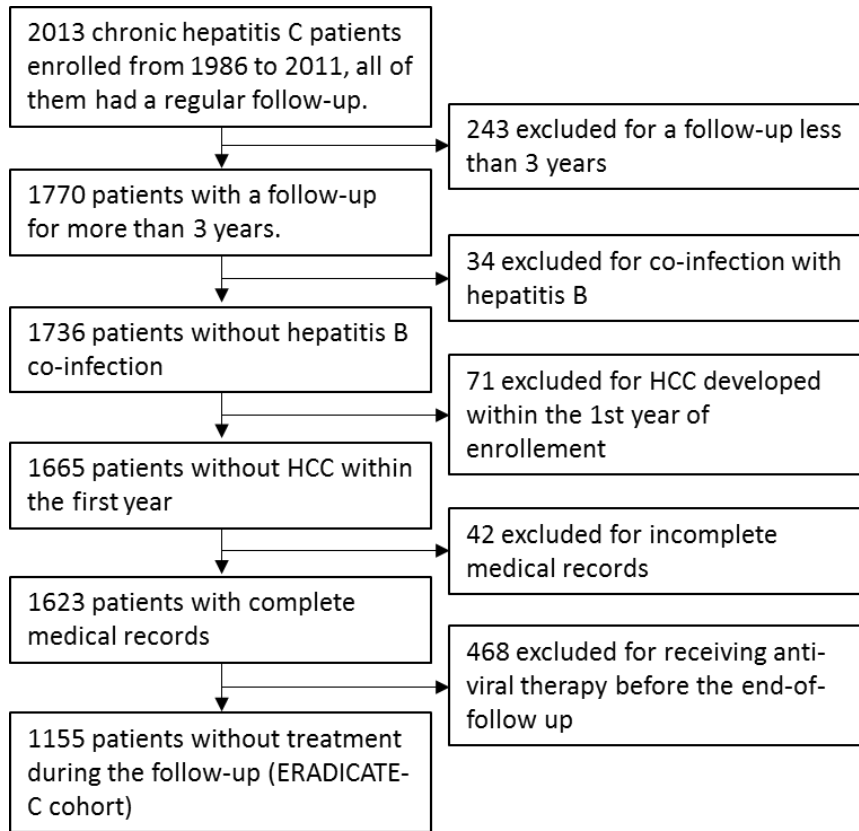 2013 chronic hepatitis C patients
enrolled from 1986 to 2011, all of
them had a regular follow-up.
243 excluded for a follow-up less
than 3 years
1770 patients with a follow-up
for more than 3 years.
34 excluded for co-infection with
hepatitis B
1736 patients without hepatitis B
co-infection
71 excluded for HCC developed
within the 1st year of
enrollement
1665 patients without HCC within
the first year
42 excluded for incomplete
medical records
1623 patients with complete
medical records
468 excluded for receiving anti-
viral therapy before the end-of-
follow up
1155 patients without treatment
during the follow-up (ERADICATE-
C cohort)